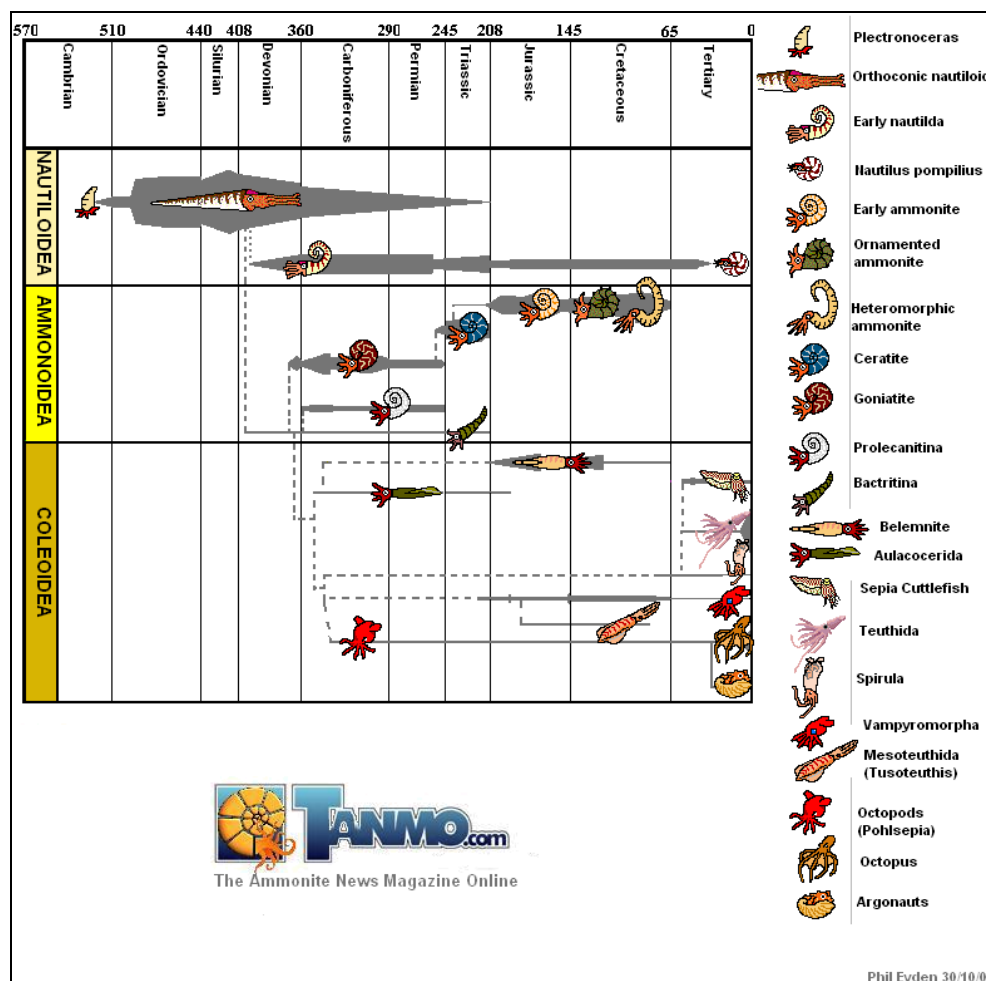 570 510 440 408 360 290 245 208 145 65 0
Cambrian
Ordovician
Silurian
Devonian
Carboniferous
Permian
Triassic
Jurassic
Cretaceous
Tertiary
NAUTILOIDEA
AMMONOIDEA
COLEOIDEA
Plectronoceras
Orthoconic nautiloid
Early nautilda
Nautilus pompilius
Early ammonite
Ornamented
ammonite
Heteromorphic
ammonite
Ceratite
Goniatite
Prolecanitina
Bactritina
Belemnite
Aulacocerida
Sepia Cuttlefish
Teuthida
Spirula
Vampyromorpha
Mesoteuthida
(Tusoteuthis)
Octopods
(Pohlsepia)
Octopus
Argonauts
TANMO.com
The Ammonite News Magazine Online
Phil Eyden 30/10/0